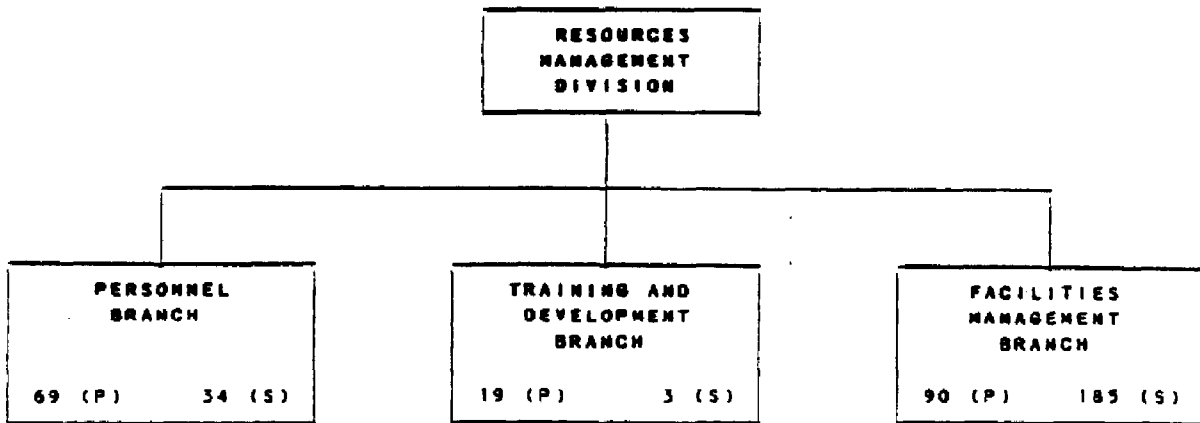 RESOURCES
MANAGEMENT
DIVISION
PERSONNEL
BRANCH
69 (P) 34 (S)
TRAINING AND
DEVELOPMENT
BRANCH
19 (P) 3 (S)
FACILITIES
MANAGEMENT
BRANCH
90 (P) 185 (S)